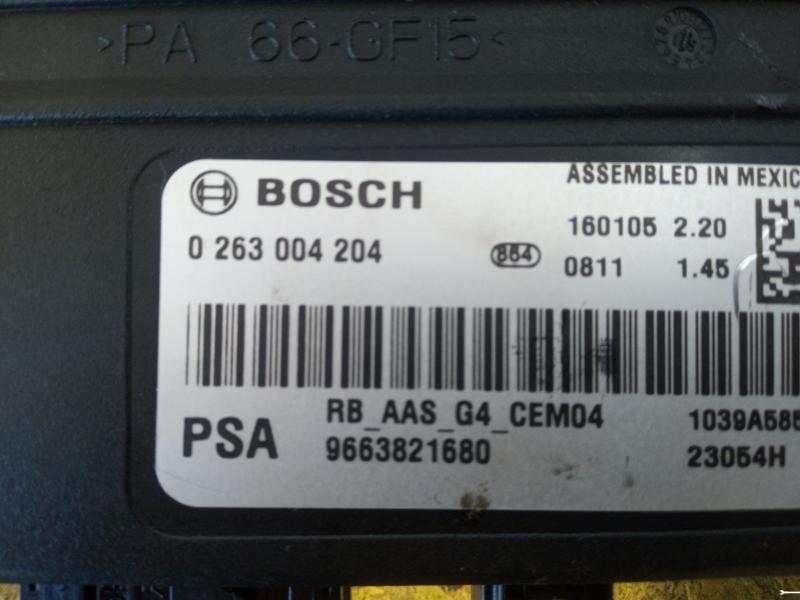 >PA 66-GF15<
BOSCH
ASSEMBLED IN MEXIC
0 263 004 204
864
160105 2.20
0811 1.45
PSA
RB_AAS_G4_CEM04
9663821680
1039A585
23054H